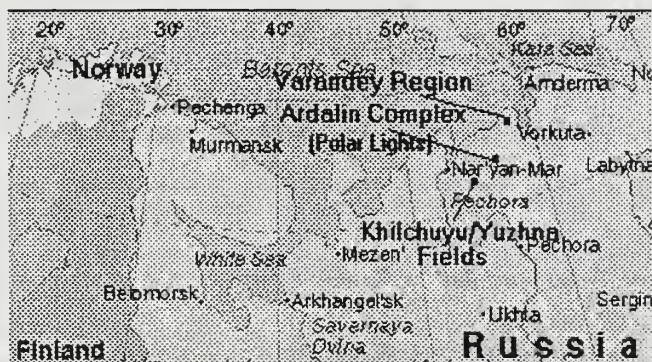 20° 30° 40° 50° 60° 70°
Kara Sea
Norway
Barents Sea
Varandey Region
Amderma
Pechenga
Ardalin Complex
Vorkuta
Murmansk
(Polar Lights)
Nar'yan-Mar
Labytna
Pechora
Khilchuyu/Yuzhna
Fields
Pechora
White Sea
Mezen'
Belomorsk
Arkhangel'sk
Ukhta
Sergin
Severnaya
Dvina
Finland
Russia